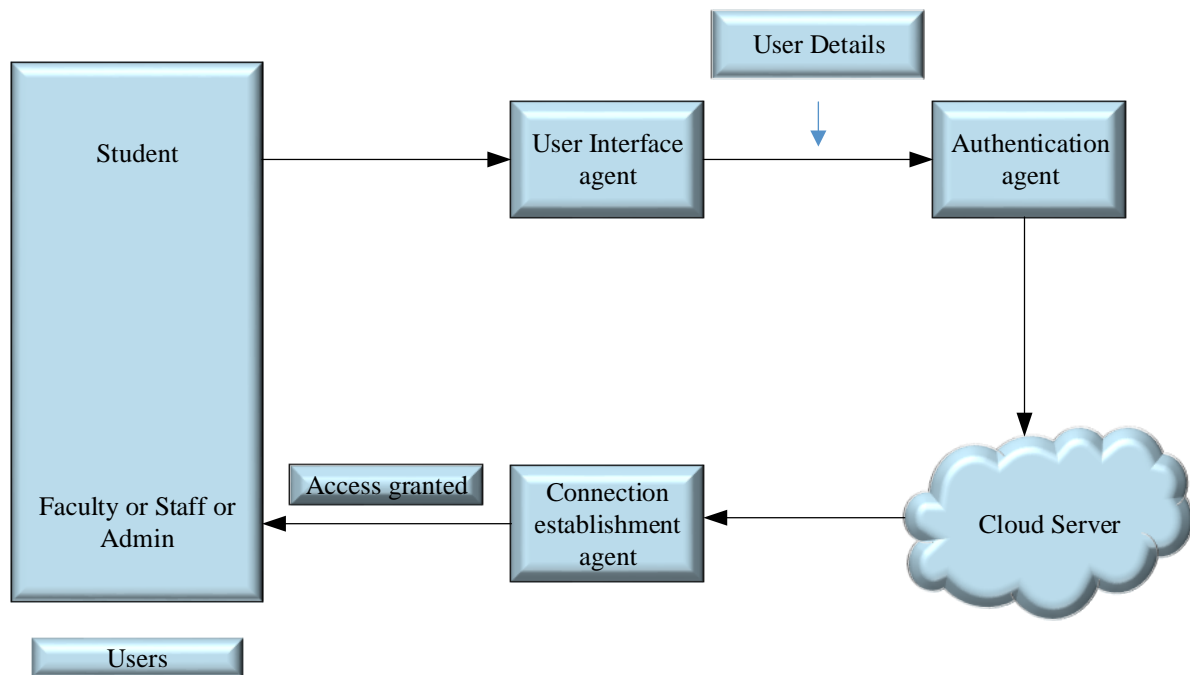 User Details
Student
User Interface
agent
Authentication
agent
Access granted
Faculty or Staff or
Admin
Connection
establishment
agent
Cloud Server
Users